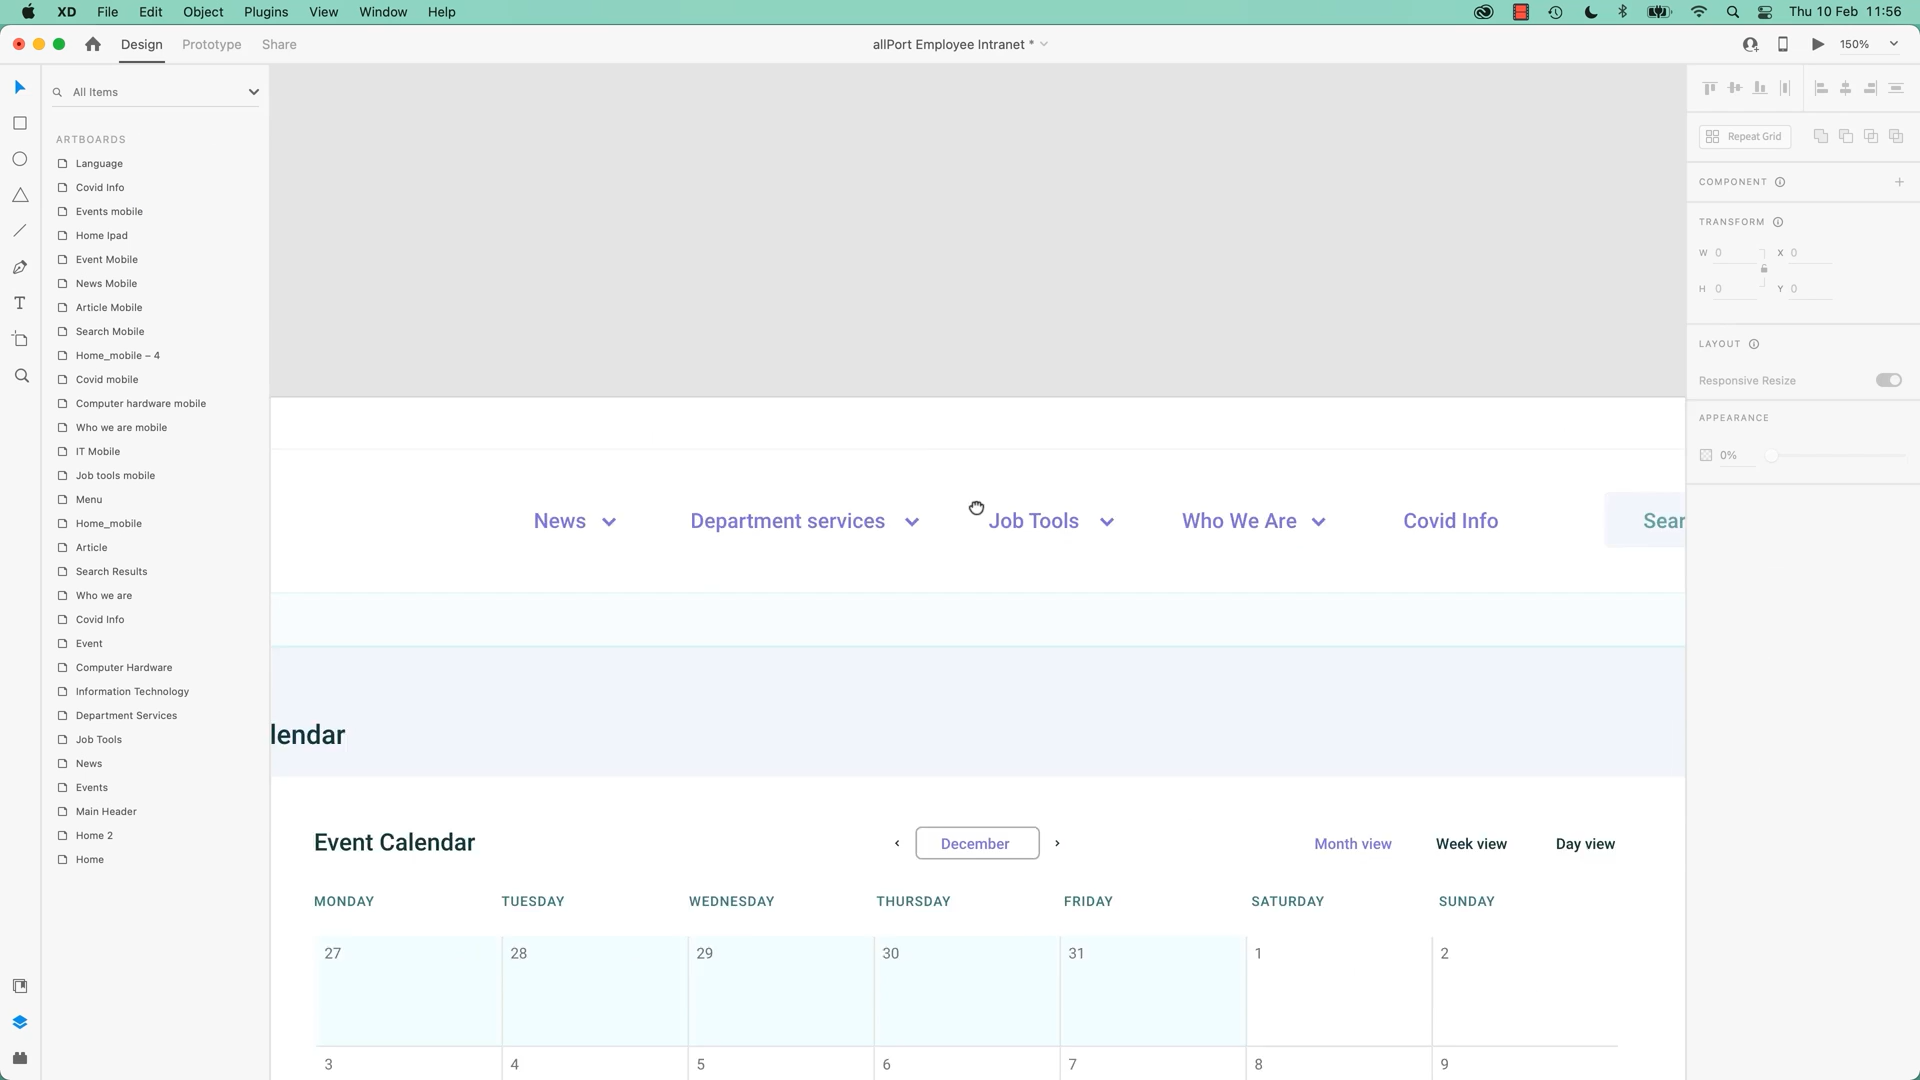 XD File Edit Object Plugins View Window Help Thu 10 Feb 11:56
Design Prototype Share allPort Employee Intranet * 150%
All Items
ARTBOARDS
Language
Covid Info
Events mobile
Home Ipad
Event Mobile
News Mobile
Article Mobile
Search Mobile
Home_mobile – 4
Covid mobile
Computer hardware mobile
Who we are mobile
IT Mobile
Job tools mobile
Menu
Home_mobile
Article
Search Results
Who we are
Covid Info
Event
Computer Hardware
Information Technology
Department Services
Job Tools
News
Events
Main Header
Home 2
Home
News Department services Job Tools Who We Are Covid Info Sear
lendar
Event Calendar ‹ December › Month view Week view Day view
MONDAY TUESDAY WEDNESDAY THURSDAY FRIDAY SATURDAY SUNDAY
27 28 29 30 31 1 2
3 4 5 6 7 8 9
Repeat Grid
COMPONENT
TRANSFORM
W 0 X 0
H 0 Y 0
LAYOUT
Responsive Resize
APPEARANCE
0%